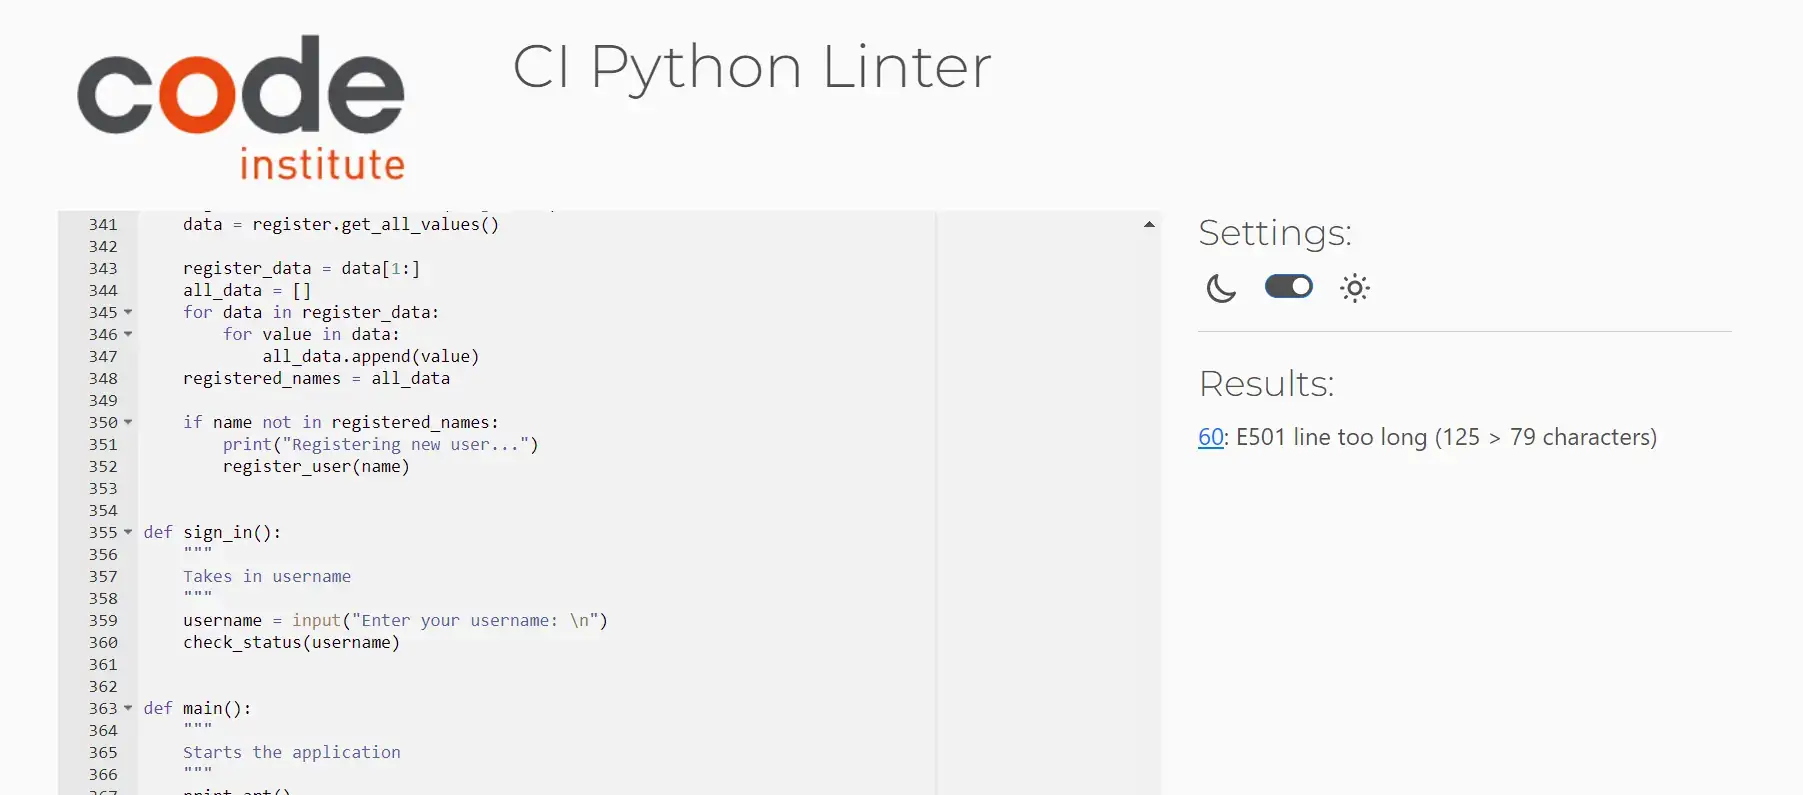 code
institute
CI Python Linter
341 data = register.get_all_values()
342
343 register_data = data[1:]
344 all_data = []
345 for data in register_data:
346 for value in data:
347 all_data.append(value)
348 registered_names = all_data
349
350 if name not in registered_names:
351 print("Registering new user...")
352 register_user(name)
353
354
355 def sign_in():
356 """
357 Takes in username
358 """
359 username = input("Enter your username: \n")
360 check_status(username)
361
362
363 def main():
364 """
365 Starts the application
366 """
367 print_art()
Settings:
Results:
60: E501 line too long (125 > 79 characters)